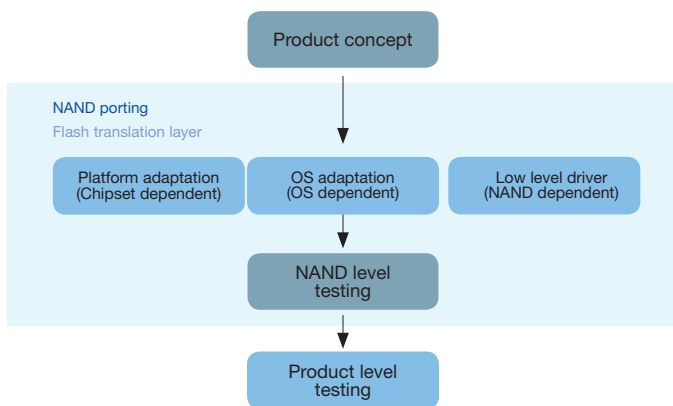 Product concept
NAND porting
Flash translation layer
Platform adaptation
(Chipset dependent)
OS adaptation
(OS dependent)
Low level driver
(NAND dependent)
NAND level
testing
Product level
testing